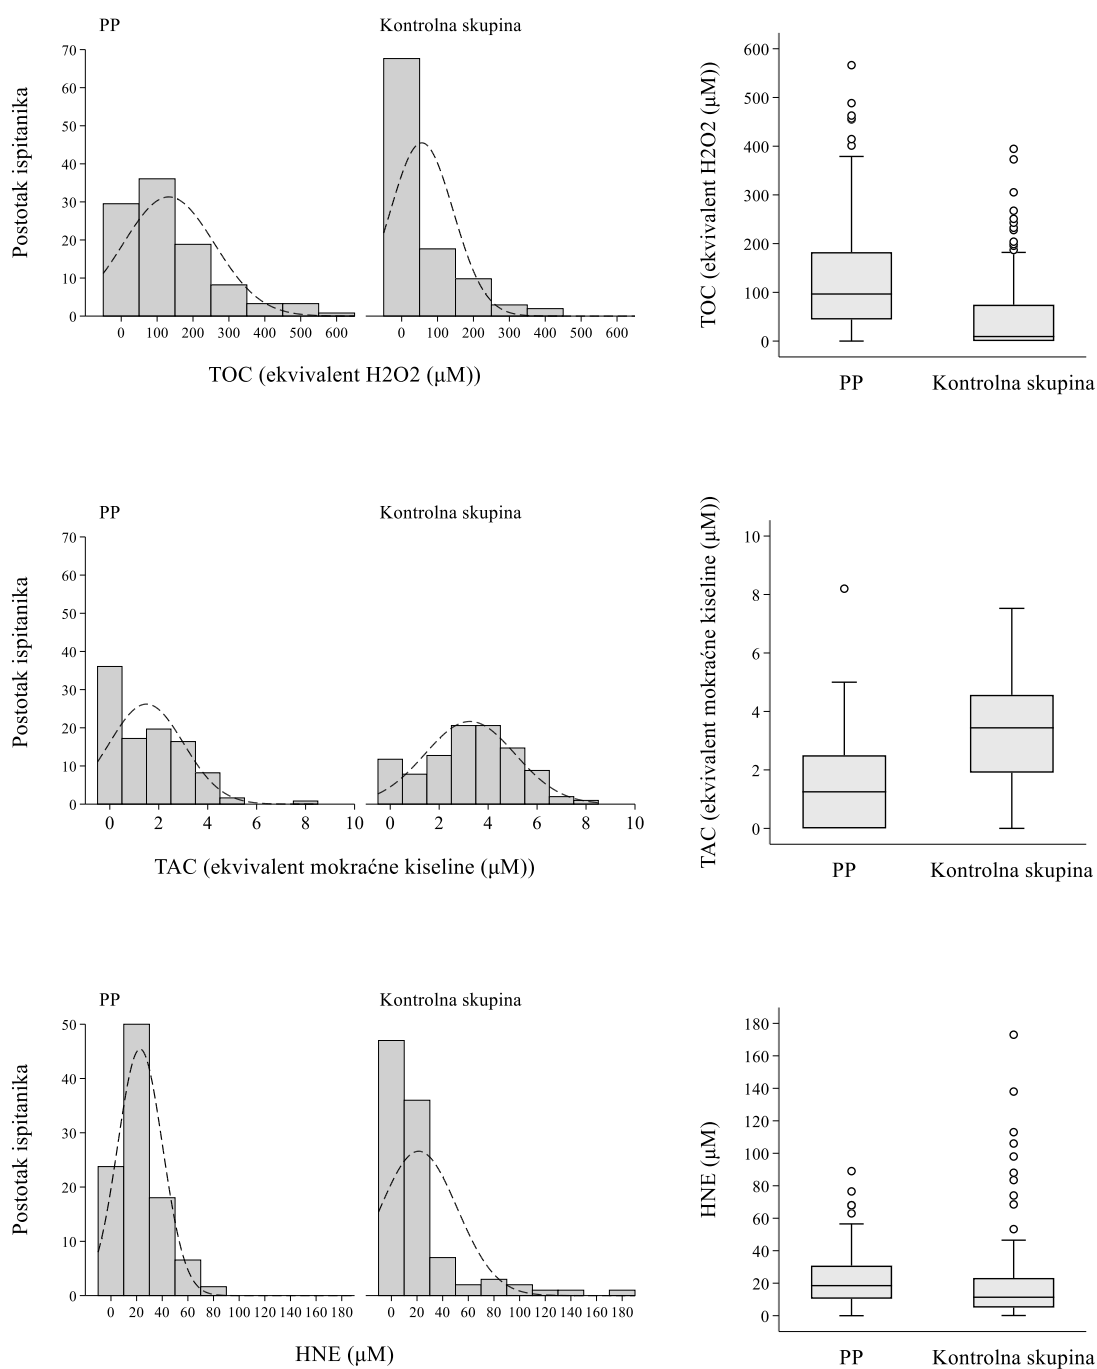 PP
Kontrolna skupina
70
60
50
40
30
20
10
0
Postotak ispitanika
0 100 200 300 400 500 600
0 100 200 300 400 500 600
TOC (ekvivalent H2O2 (μM))
600
500
400
300
200
100
0
TOC (ekvivalent H2O2 (μM))
PP
Kontrolna skupina
PP
Kontrolna skupina
70
60
50
40
30
20
10
0
Postotak ispitanika
0 2 4 6 8 10
0 2 4 6 8 10
TAC (ekvivalent mokraćne kiseline (μM))
10
8
6
4
2
0
TAC (ekvivalent mokraćne kiseline (μM))
PP
Kontrolna skupina
PP
Kontrolna skupina
50
40
30
20
10
0
Postotak ispitanika
0 20 40 60 80 100 120 140 160 180
0 20 40 60 80 100 120 140 160 180
HNE (μM)
180
160
140
120
100
80
60
40
20
0
HNE (μM)
PP
Kontrolna skupina